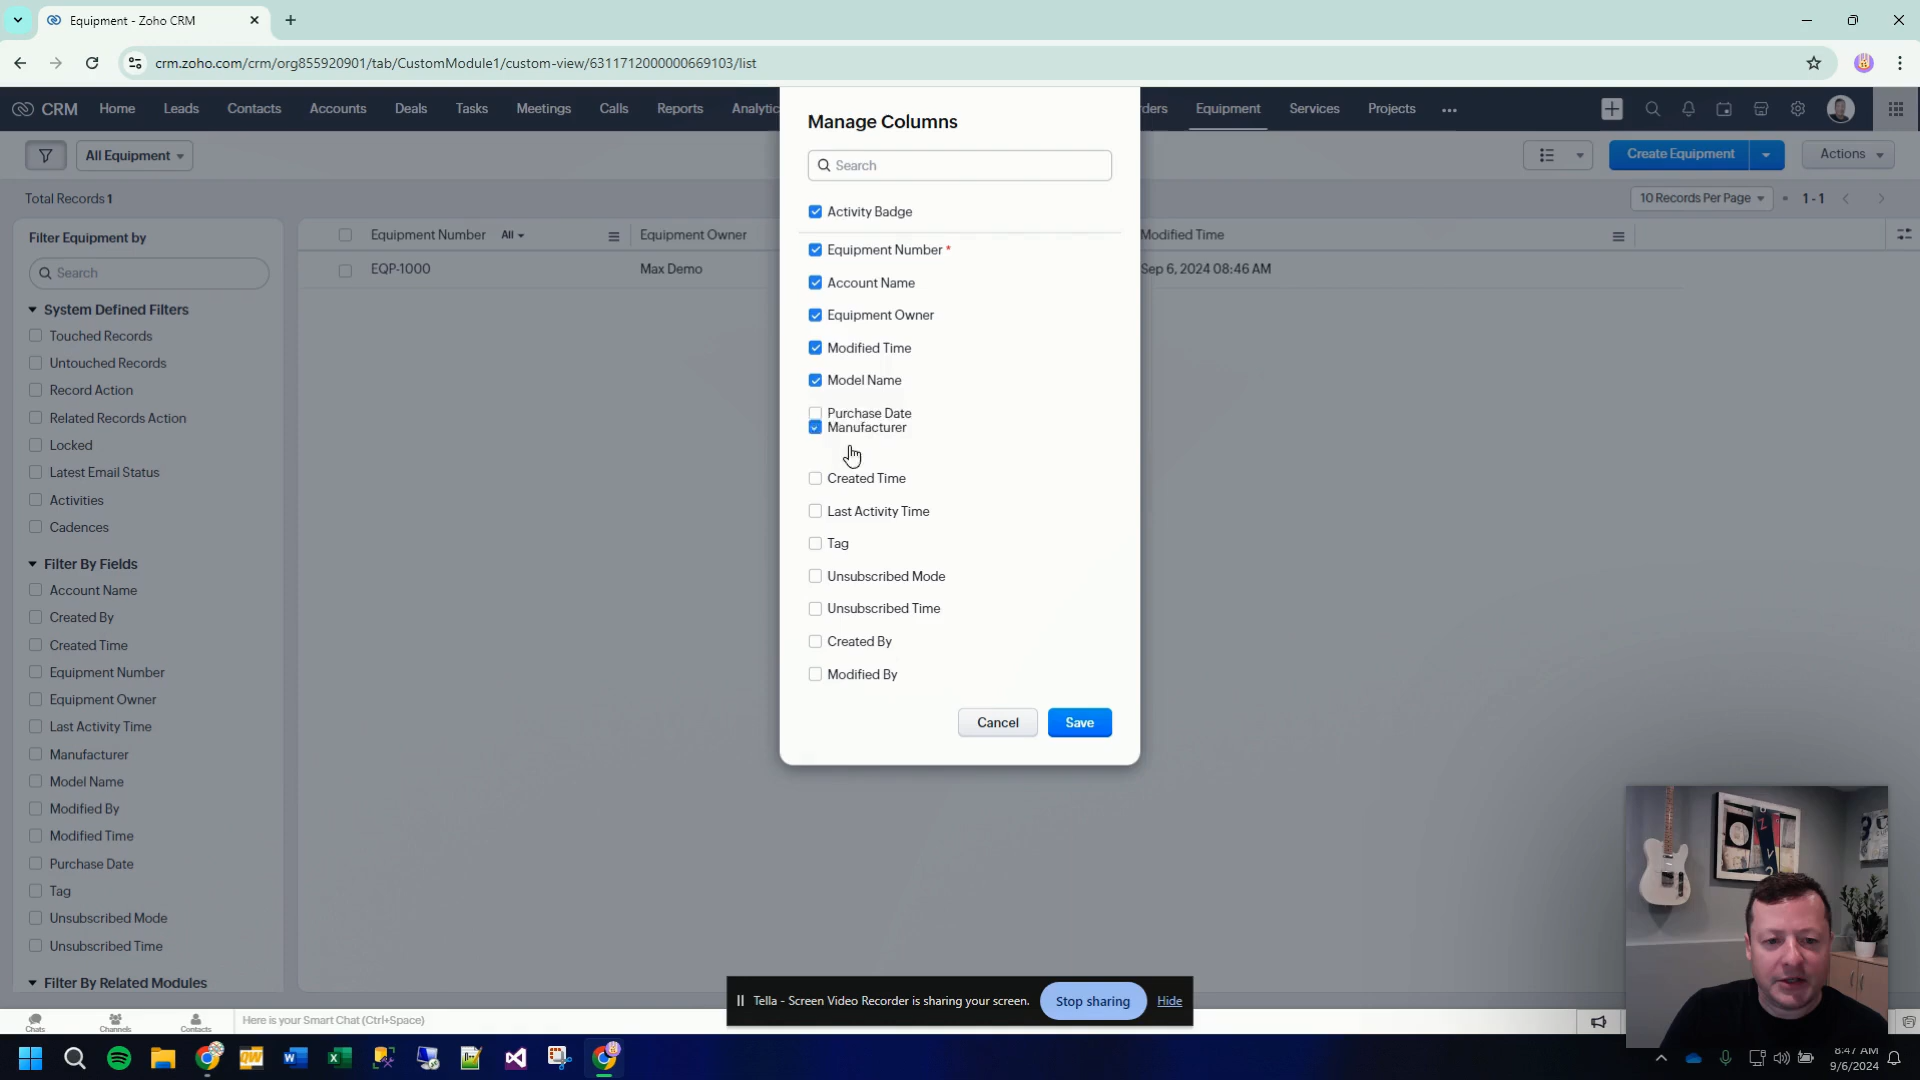 Equipment - Zoho CRM
crm.zoho.com/crm/org855920901/tab/CustomModule1/custom-view/6311712000000669103/list
CRM Home Leads Contacts Accounts Deals Tasks Meetings Calls Reports Analytic ders Equipment Services Projects
All Equipment
Create Equipment
Actions
Total Records 1
10 Records Per Page
1 - 1
Filter Equipment by
Search
System Defined Filters
Touched Records
Untouched Records
Record Action
Related Records Action
Locked
Latest Email Status
Activities
Cadences
Filter By Fields
Account Name
Created By
Created Time
Equipment Number
Equipment Owner
Last Activity Time
Manufacturer
Model Name
Modified By
Modified Time
Purchase Date
Tag
Unsubscribed Mode
Unsubscribed Time
Filter By Related Modules
Equipment Number All Equipment Owner Modified Time
EQP-1000 Max Demo Sep 6, 2024 08:46 AM
Manage Columns
Search
Activity Badge
Equipment Number *
Account Name
Equipment Owner
Modified Time
Model Name
Purchase Date
Manufacturer
Created Time
Last Activity Time
Tag
Unsubscribed Mode
Unsubscribed Time
Created By
Modified By
Cancel
Save
Tella - Screen Video Recorder is sharing your screen.
Stop sharing
Hide
Chats
Channels
Contacts
Here is your Smart Chat (Ctrl+Space)
8:47 AM
9/6/2024